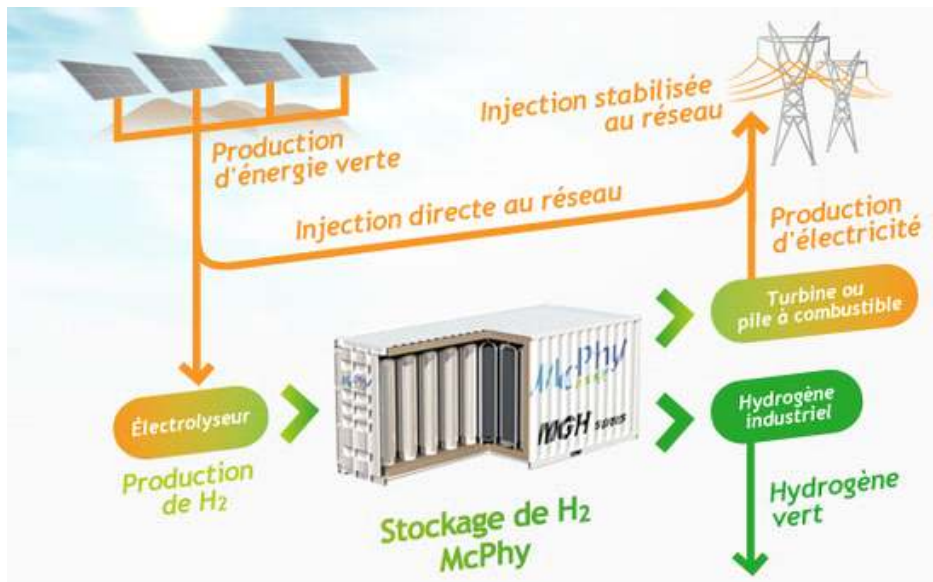 Injection stabilisée
au réseau
Production
d'énergie verte
Injection directe au réseau
Production
d'électricité
Turbine ou
pile à combustible
McPhy
Électrolyseur
Hydrogène
industriel
MGH
Production
de H2
Stockage de H2
McPhy
Hydrogène
vert